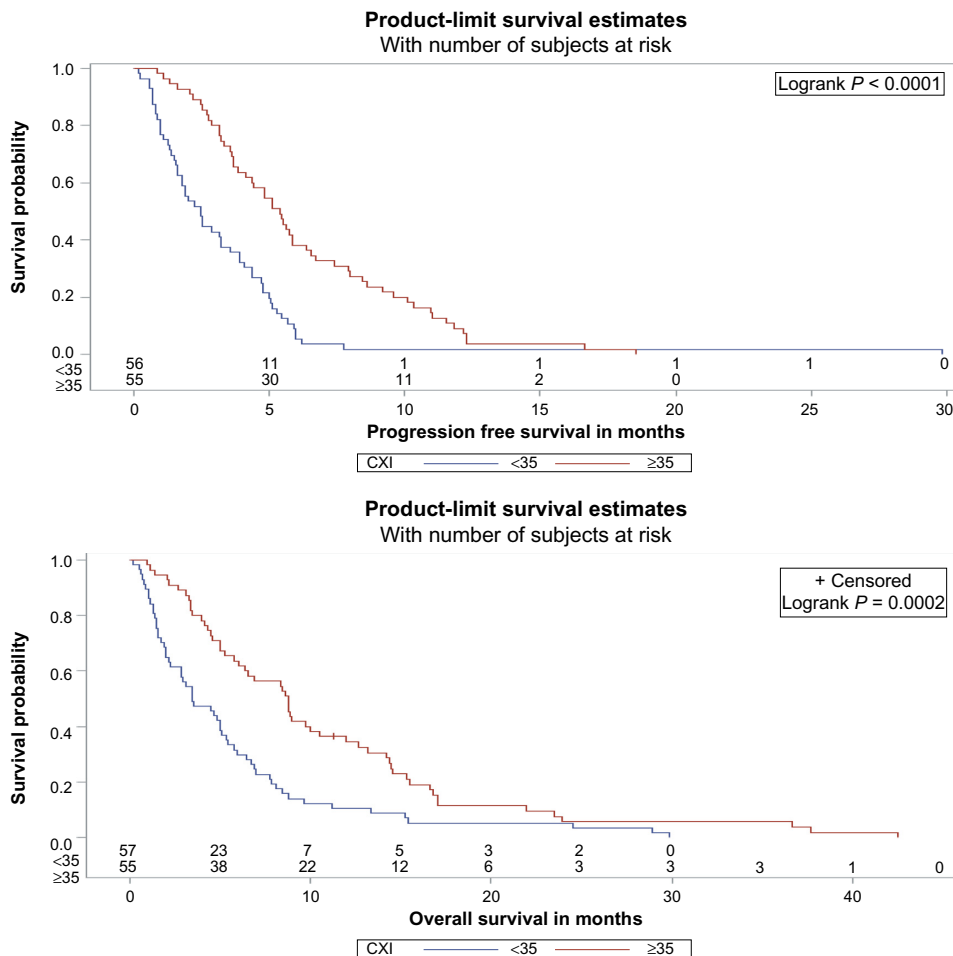 Product-limit survival estimates
With number of subjects at risk
Logrank P < 0.0001
1.0
0.8
0.6
0.4
0.2
0.0
Survival probability
<35 56 11 1 1 1 1 0
≥35 55 30 11 2 0
0 5 10 15 20 25 30
Progression free survival in months
CXI <35 ≥35
Product-limit survival estimates
With number of subjects at risk
+ Censored
Logrank P = 0.0002
1.0
0.8
0.6
0.4
0.2
0.0
Survival probability
<35 57 23 7 5 3 2 0
≥35 55 38 22 12 6 3 3 3 1 0
0 10 20 30 40
Overall survival in months
CXI <35 ≥35